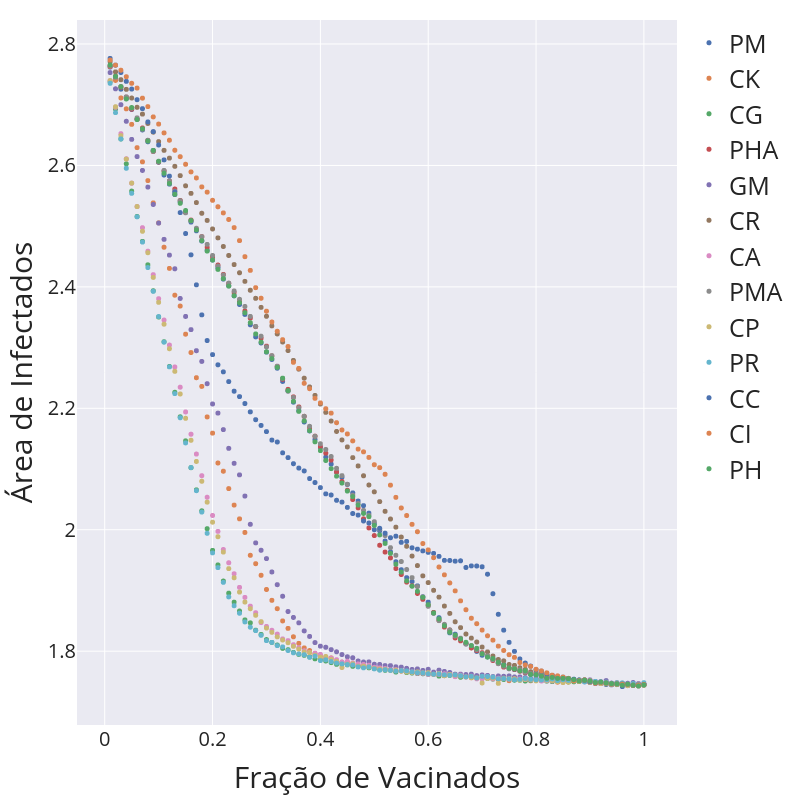 2.8
2.6
2.4
2.2
2
1.8
0
0.2
0.4
0.6
0.8
1
Fração de Vacinados
Área de Infectados
PM
CK
CG
PHA
GM
CR
CA
PMA
CP
PR
CC
CI
PH